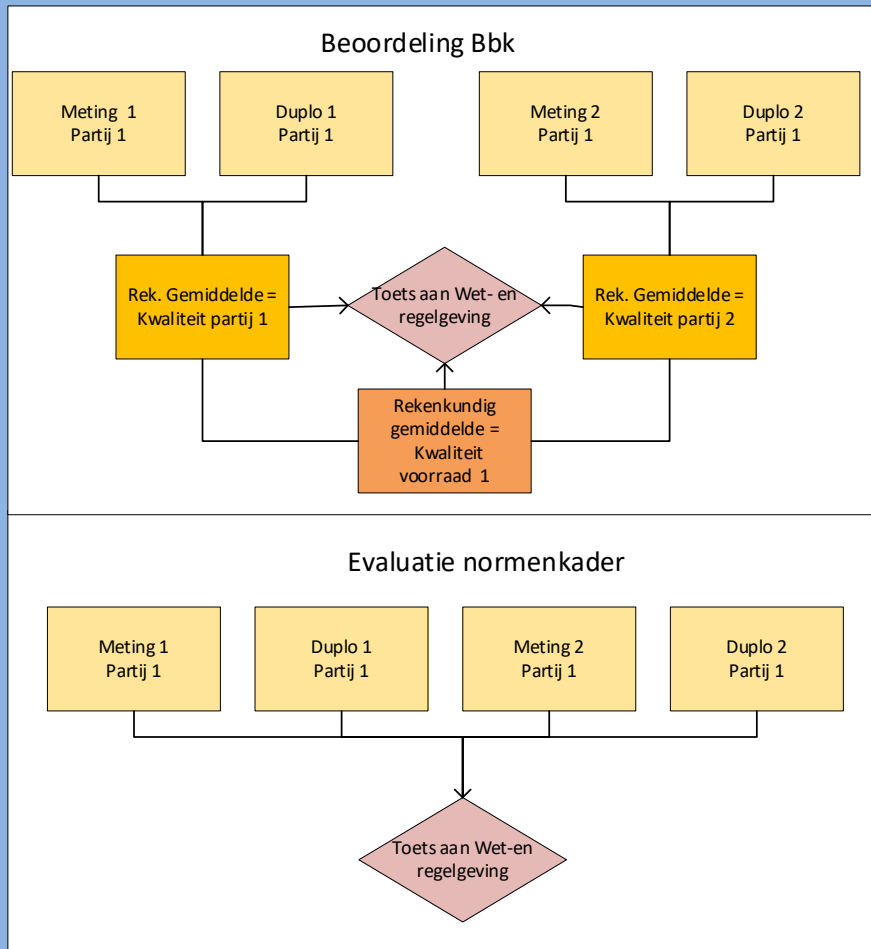 Beoordeling Bbk
Meting 1
Partij 1
Duplo 1
Partij 1
Meting 2
Partij 1
Duplo 2
Partij 1
Rek. Gemiddelde =
Kwaliteit partij 1
Toets aan Wet- en
regelgeving
Rek. Gemiddelde =
Kwaliteit partij 2
Rekenkundig
gemiddelde =
Kwaliteit
voorraad 1
Evaluatie normenkader
Meting 1
Partij 1
Duplo 1
Partij 1
Meting 2
Partij 1
Duplo 2
Partij 1
Toets aan Wet-en
regelgeving